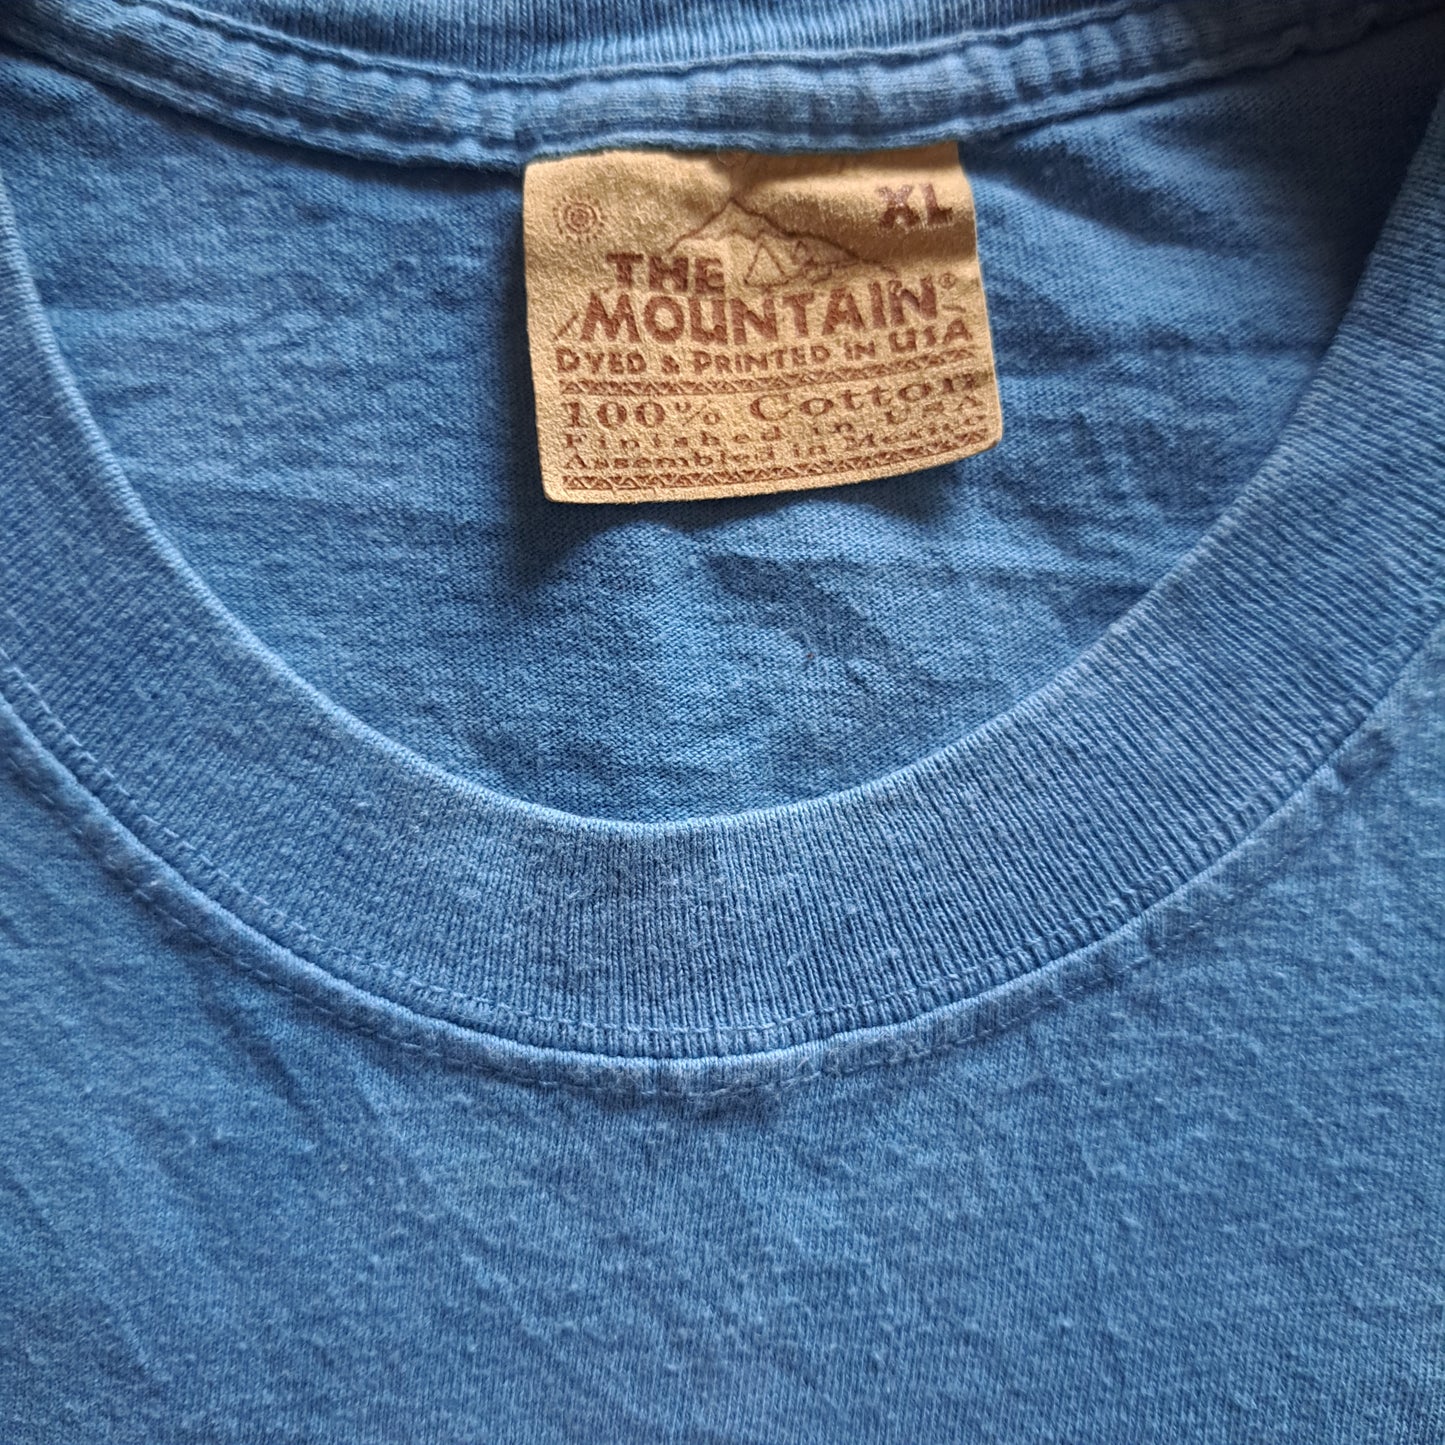 XL
THE
MOUNTAIN®
DYED & PRINTED IN USA
100% Cotton
Finished in USA
Assembled in Mexico